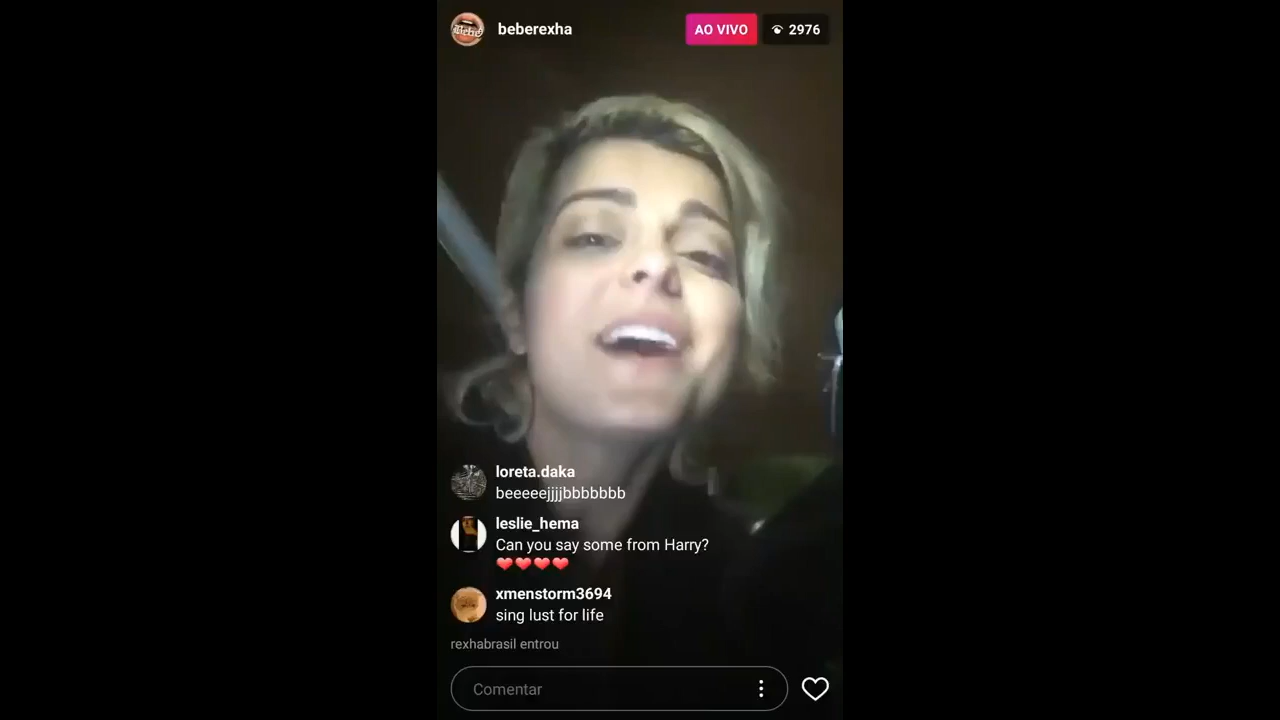 Bebe
beberexha
AO VIVO
2976
loreta.daka
beeeeejjjjbbbbbbb
leslie_hema
Can you say some from Harry?
❤❤❤❤
xmenstorm3694
sing lust for life
rexhabrasil entrou
Comentar